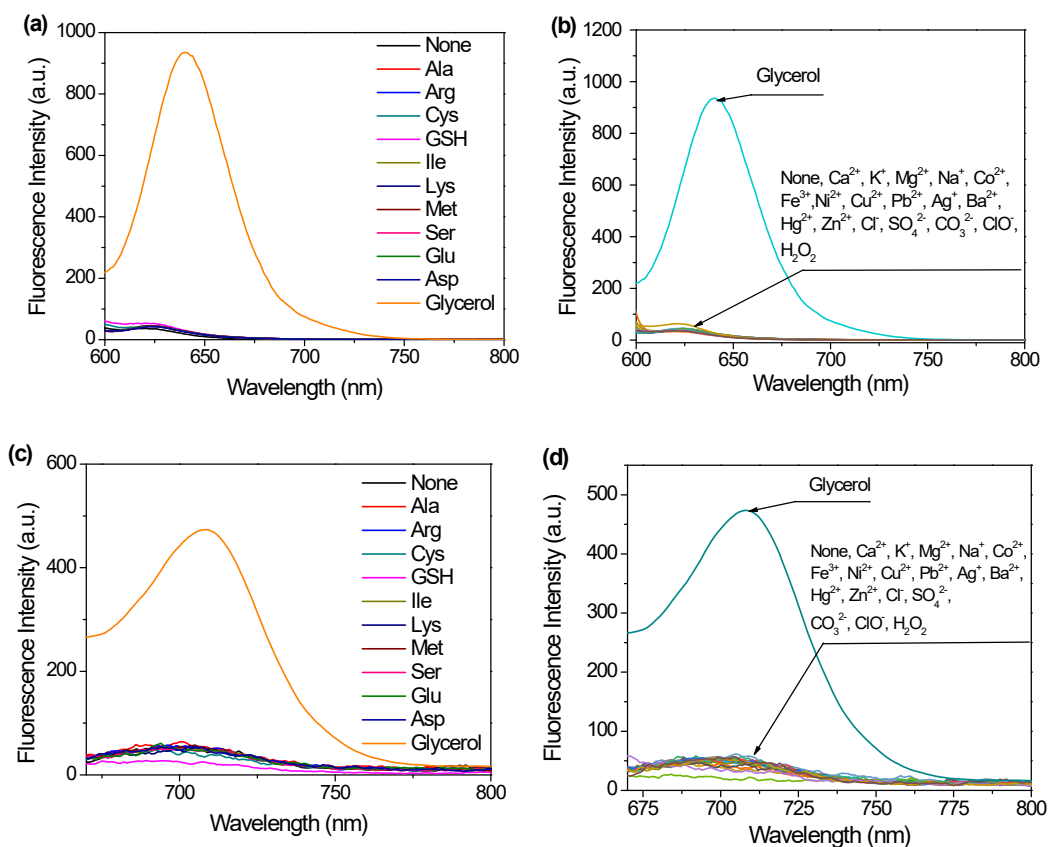 (a)
1000
800
600
400
200
0
600 650 700 750 800
Fluorescence Intensity (a.u.)
Wavelength (nm)
None
Ala
Arg
Cys
GSH
Ile
Lys
Met
Ser
Glu
Asp
Glycerol
(b)
1200
1000
800
600
400
200
0
600 650 700 750 800
Fluorescence Intensity (a.u.)
Wavelength (nm)
Glycerol
None, Ca²⁺, K⁺, Mg²⁺, Na⁺, Co²⁺,
Fe³⁺,Ni²⁺, Cu²⁺, Pb²⁺, Ag⁺, Ba²⁺,
Hg²⁺, Zn²⁺, Cl⁻, SO₄²⁻, CO₃²⁻, ClO⁻,
H₂O₂
(c)
600
400
200
0
700 750 800
Fluorescence Intensity (a.u.)
Wavelength (nm)
None
Ala
Arg
Cys
GSH
Ile
Lys
Met
Ser
Glu
Asp
Glycerol
(d)
500
400
300
200
100
0
675 700 725 750 775 800
Fluorescence Intensity (a.u.)
Wavelength (nm)
Glycerol
None, Ca²⁺, K⁺, Mg²⁺, Na⁺, Co²⁺,
Fe³⁺, Ni²⁺, Cu²⁺, Pb²⁺, Ag⁺, Ba²⁺,
Hg²⁺, Zn²⁺, Cl⁻, SO₄²⁻,
CO₃²⁻, ClO⁻, H₂O₂